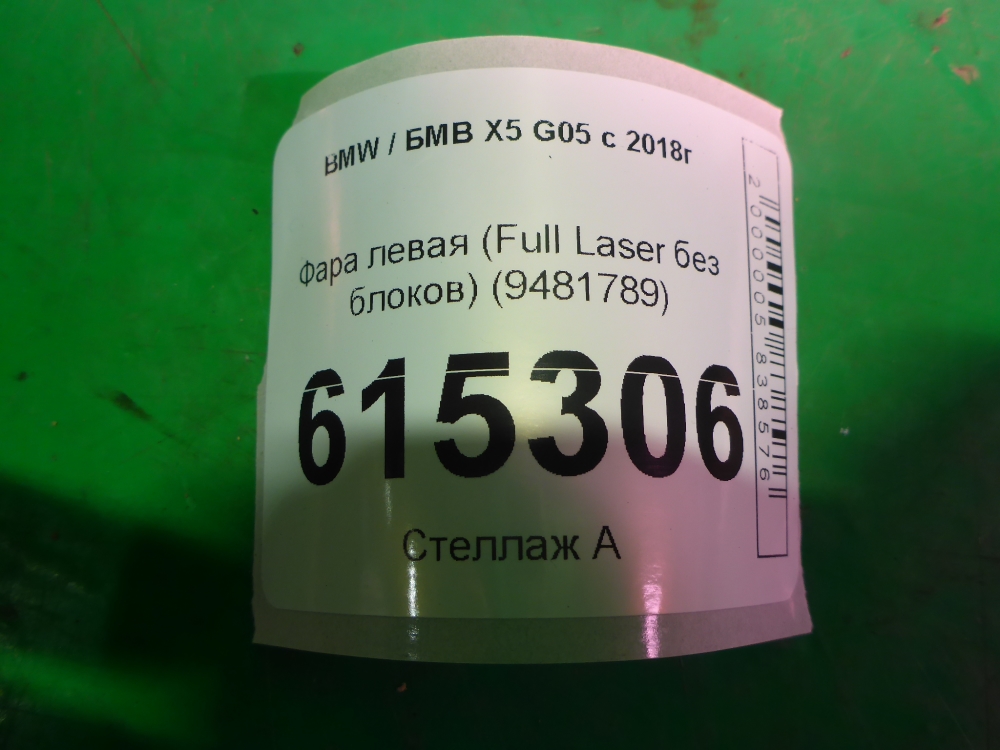 BMW / БМВ X5 G05 с 2018г
Фара левая (Full Laser без
блоков) (9481789)
615306
Стеллаж А
2000005838576